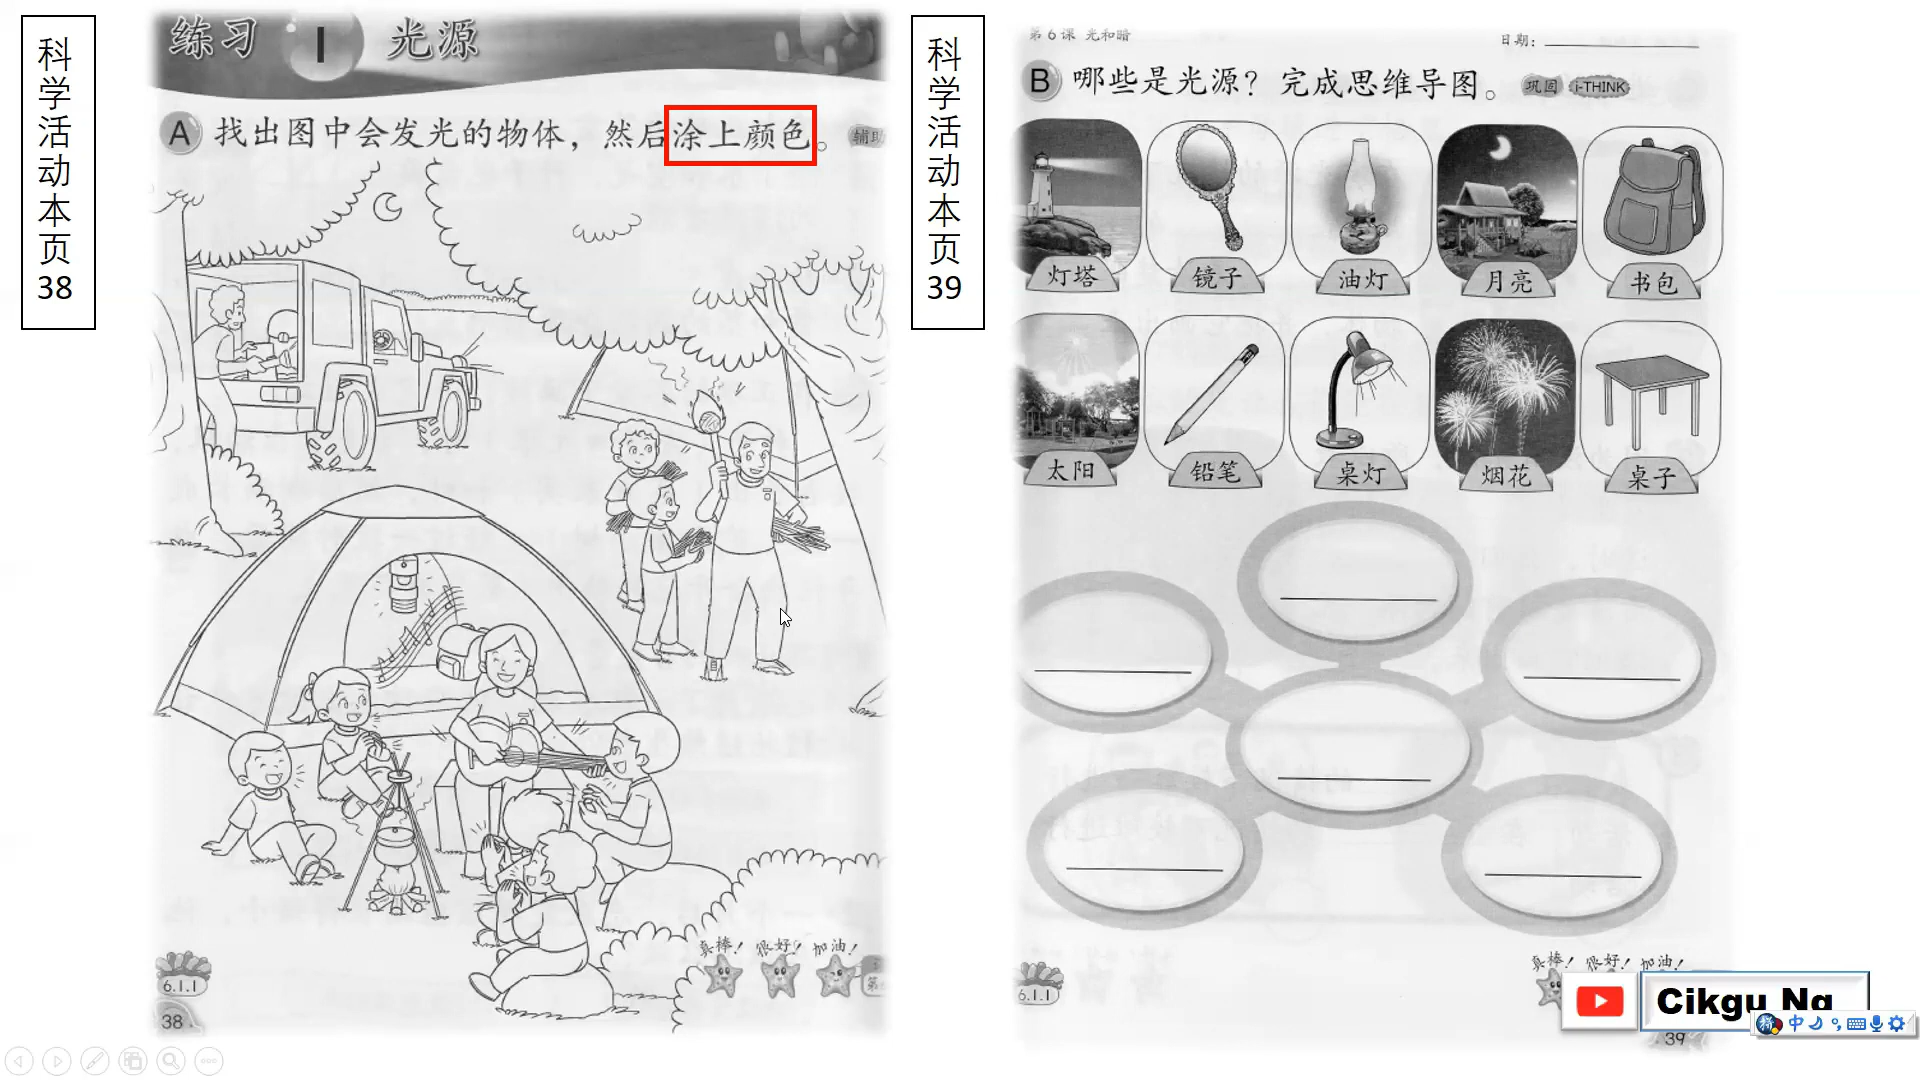 科学活动本页38
练习 1 光源
A 找出图中会发光的物体，然后涂上颜色。 辅助
真棒！ 很好！ 加油！
6.1.1
38
科学活动本页39
第6课 光和暗
日期：
B 哪些是光源？完成思维导图。 巩固 i-THINK
灯塔 镜子 油灯 月亮 书包
太阳 铅笔 桌灯 烟花 桌子
真棒！ 很好！ 加油！
6.1.1
Cikgu Ng
中
39